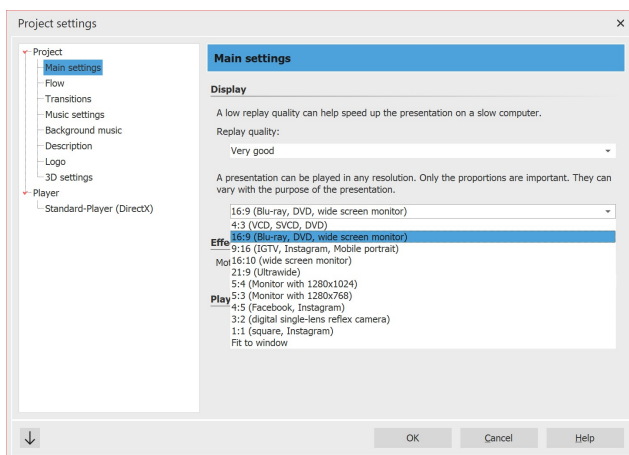 Project settings
Project
Main settings
Flow
Transitions
Music settings
Background music
Description
Logo
3D settings
Player
Standard-Player (DirectX)
Main settings
Display
A low replay quality can help speed up the presentation on a slow computer.
Replay quality:
Very good
A presentation can be played in any resolution. Only the proportions are important. They can
vary with the purpose of the presentation.
16:9 (Blu-ray, DVD, wide screen monitor)
4:3 (VCD, SVCD, DVD)
16:9 (Blu-ray, DVD, wide screen monitor)
Effe
9:16 (IGTV, Instagram, Mobile portrait)
Mot
16:10 (wide screen monitor)
21:9 (Ultrawide)
5:4 (Monitor with 1280x1024)
5:3 (Monitor with 1280x768)
Play
4:5 (Facebook, Instagram)
3:2 (digital single-lens reflex camera)
1:1 (square, Instagram)
Fit to window
OK
Cancel
Help